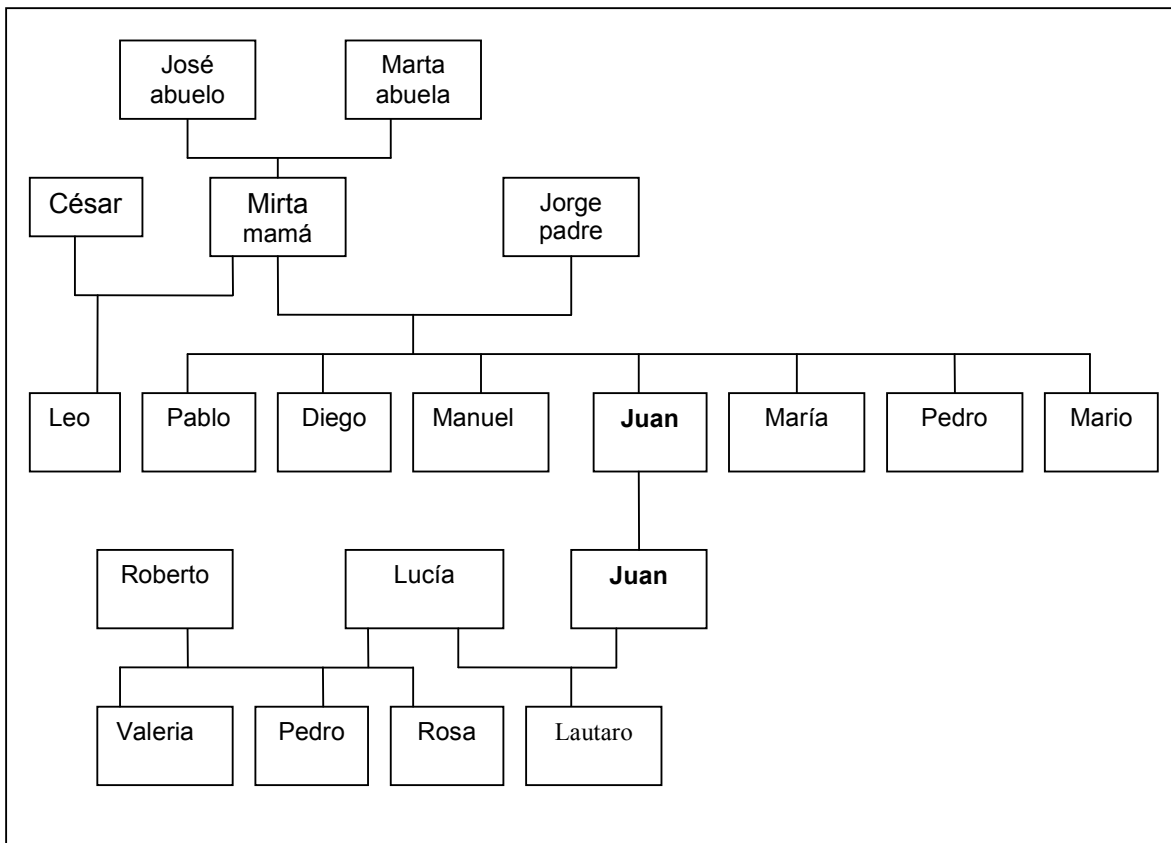 José
abuelo
Marta
abuela
César
Mirta
mamá
Jorge
padre
Leo
Pablo
Diego
Manuel
Juan
María
Pedro
Mario
Roberto
Lucía
Juan
Valeria
Pedro
Rosa
Lautaro